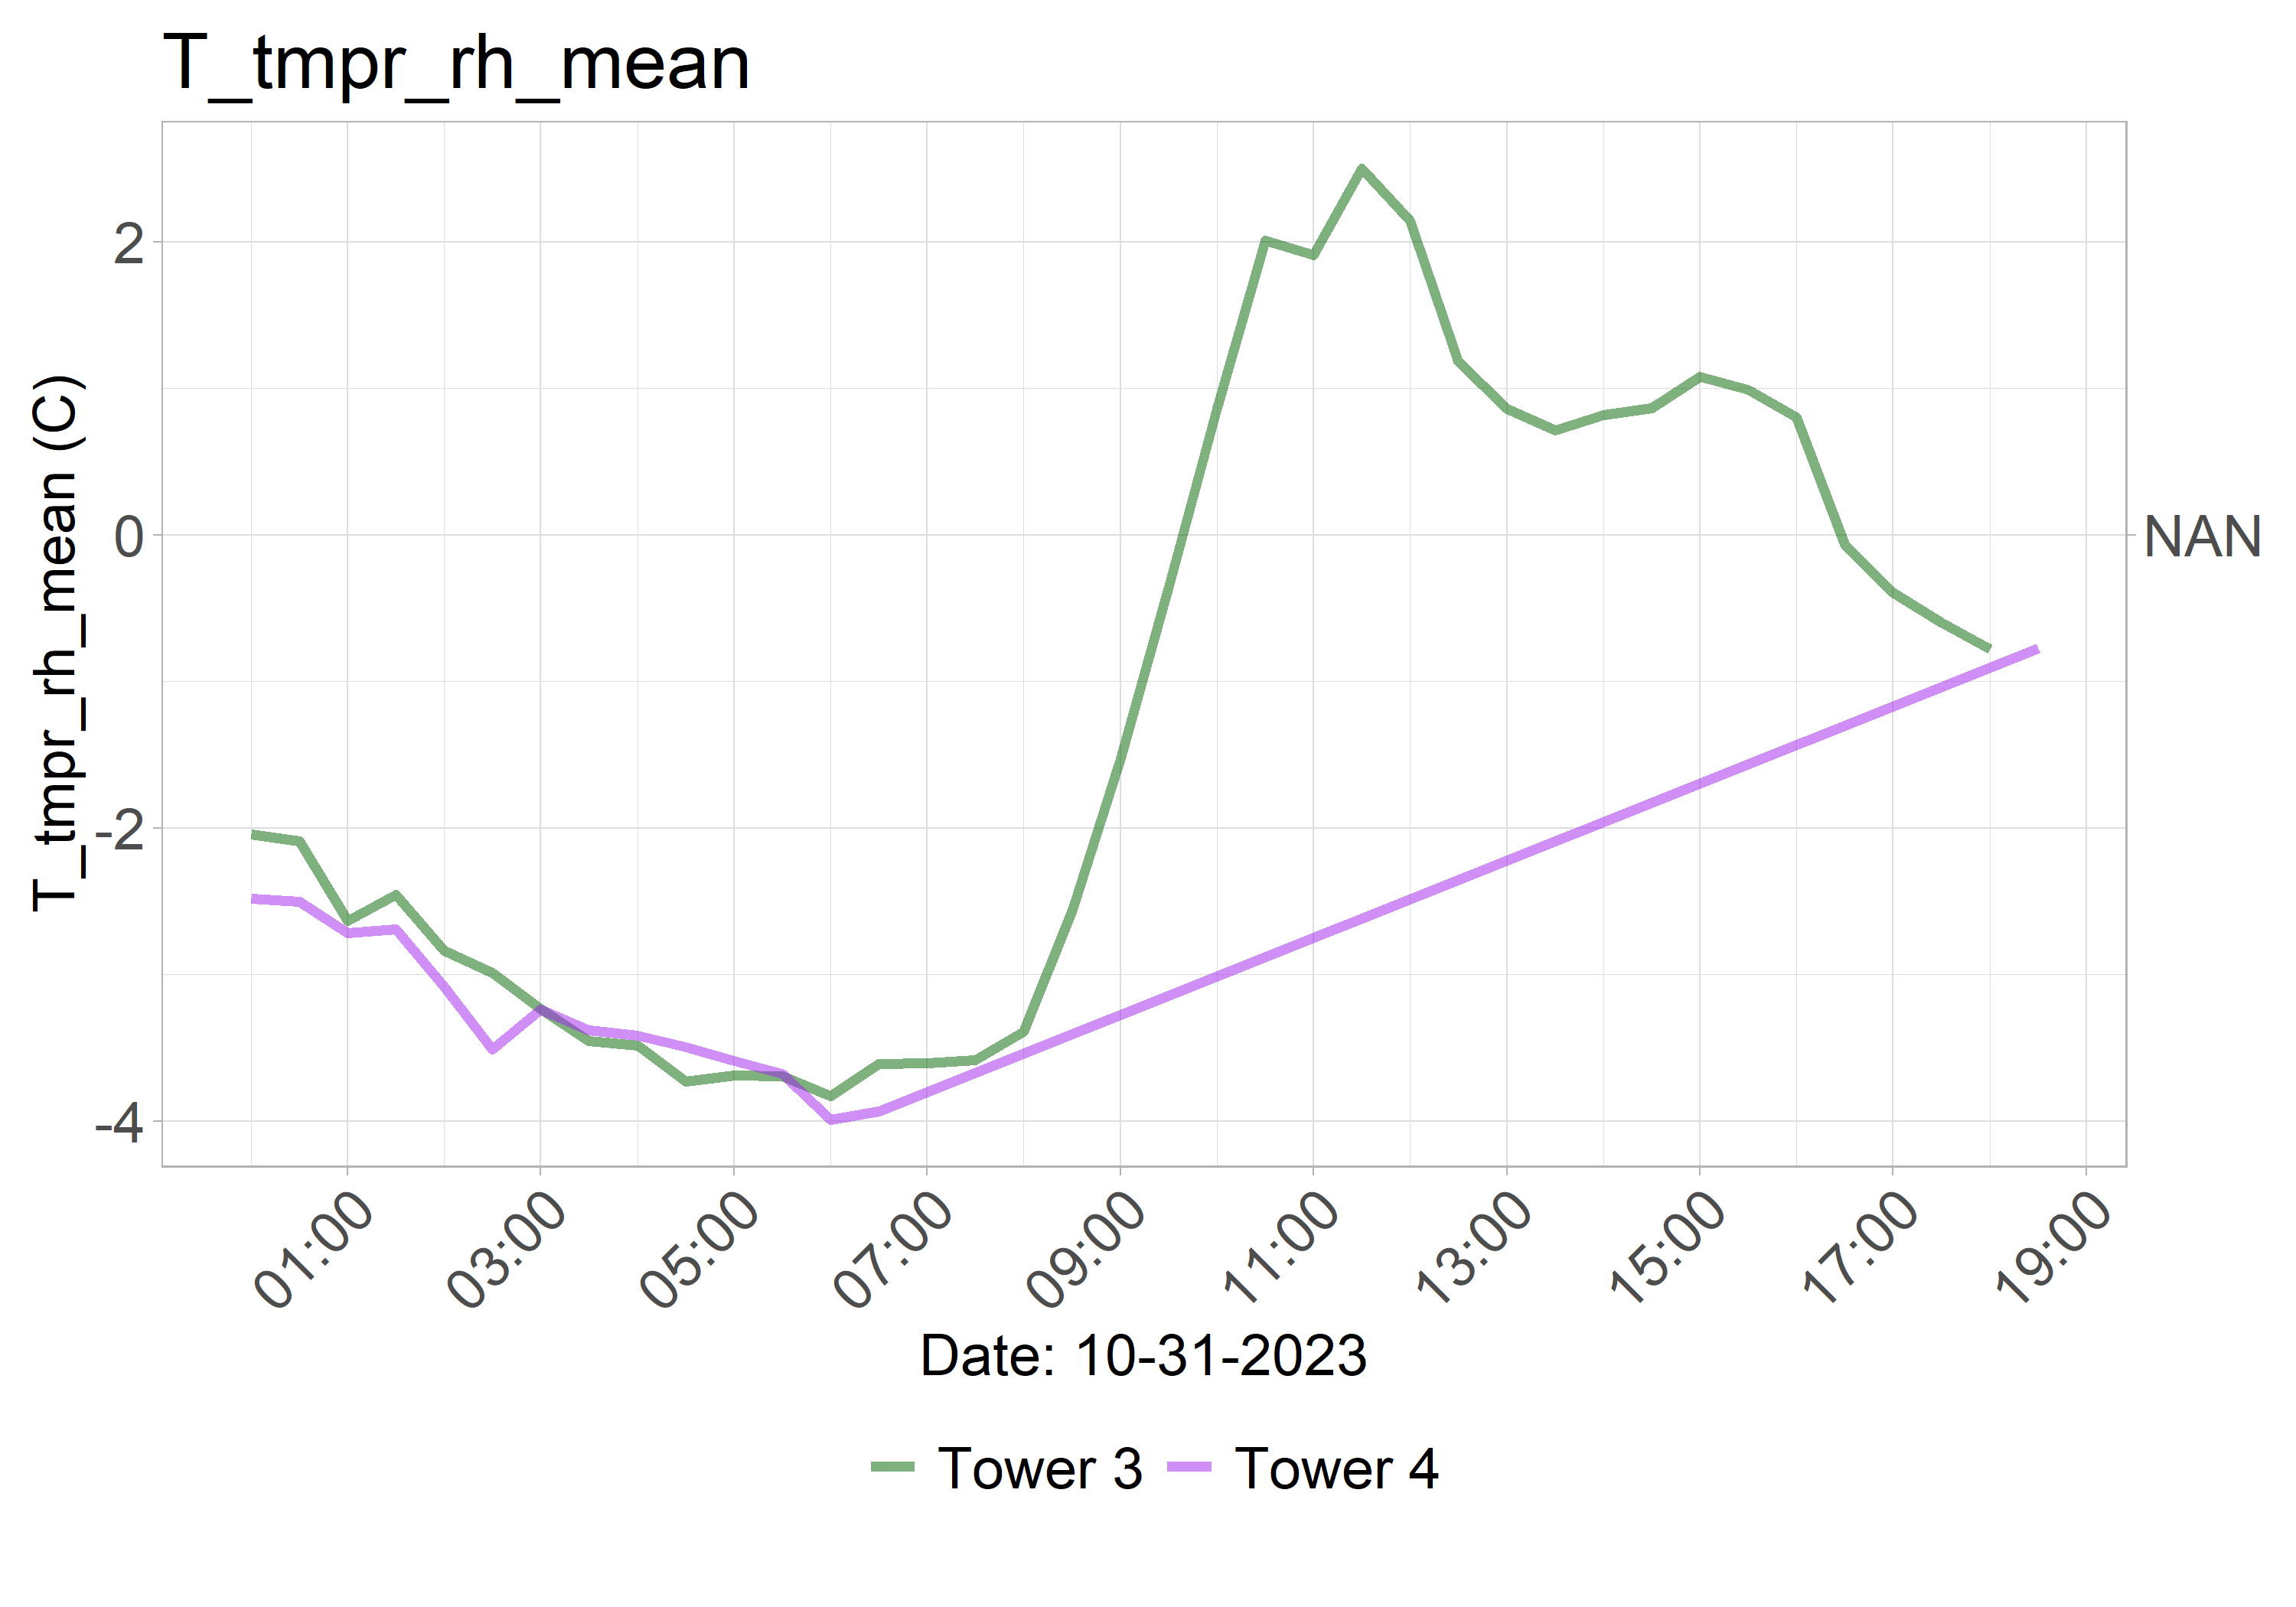 T_tmpr_rh_mean
T_tmpr_rh_mean (C)
2
0
-2
-4
NAN
01:00
03:00
05:00
07:00
09:00
11:00
13:00
15:00
17:00
19:00
Date: 10-31-2023
Tower 3
Tower 4